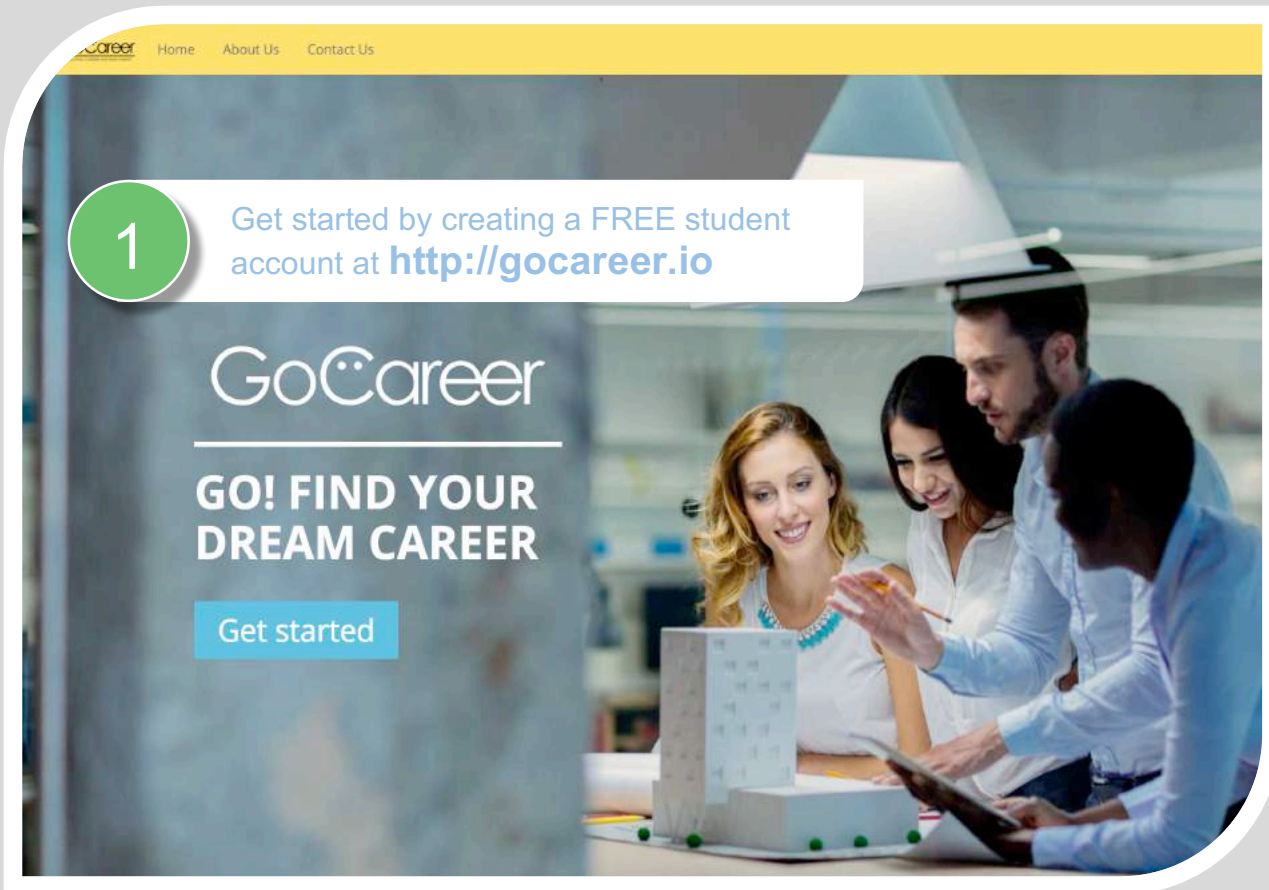 Home About Us Contact Us
1
Get started by creating a FREE student
account at http://gocareer.io
GoCareer
GO! FIND YOUR
DREAM CAREER
Get started